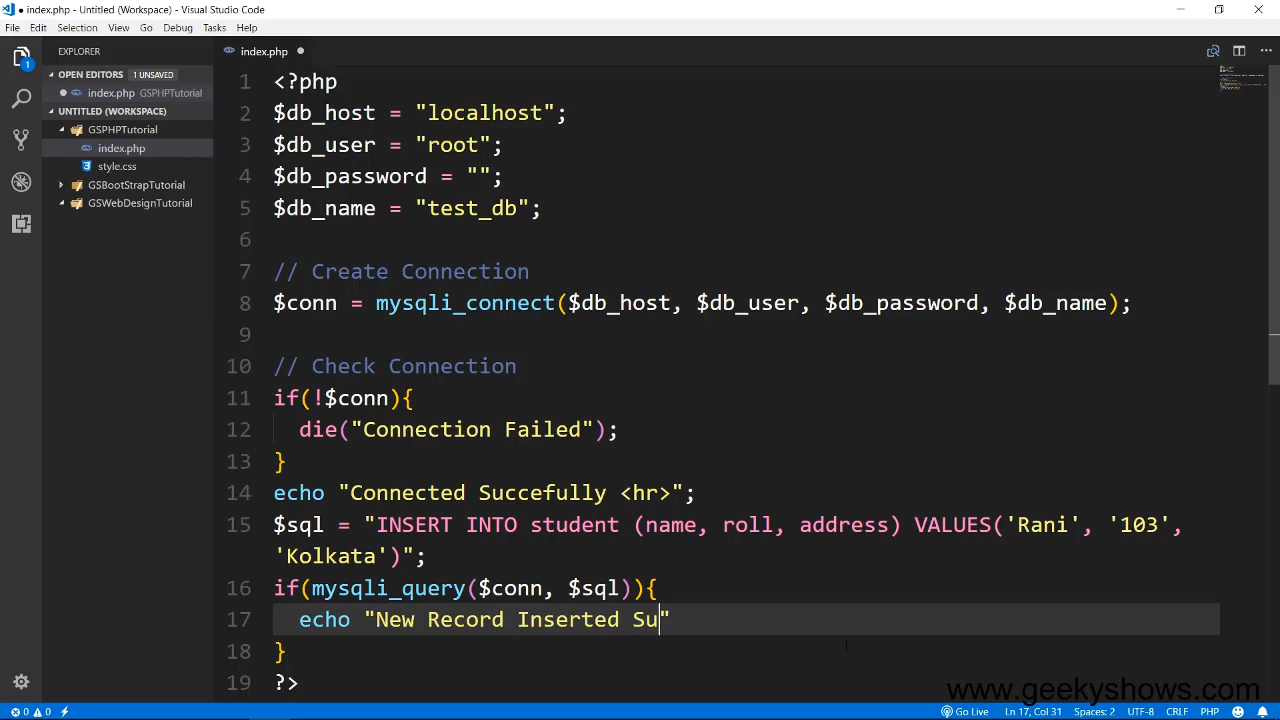 index.php - Untitled (Workspace) - Visual Studio Code
File Edit Selection View Go Debug Tasks Help
EXPLORER
index.php
OPEN EDITORS 1 UNSAVED
index.php GSPHPTutorial
UNTITLED (WORKSPACE)
GSPHPTutorial
index.php
style.css
GSBootStrapTutorial
GSWebDesignTutorial
1
1 <?php
2 $db_host = "localhost";
3 $db_user = "root";
4 $db_password = "";
5 $db_name = "test_db";
6
7 // Create Connection
8 $conn = mysqli_connect($db_host, $db_user, $db_password, $db_name);
9
10 // Check Connection
11 if(!$conn){
12 die("Connection Failed");
13 }
14 echo "Connected Succefully <hr>";
15 $sql = "INSERT INTO student (name, roll, address) VALUES('Rani', '103',
'Kolkata')";
16 if(mysqli_query($conn, $sql)){
17 echo "New Record Inserted Su"
18 }
19 ?>
www.geekyshows.com
0 0 Go Live Ln 17, Col 31 Spaces: 2 UTF-8 CRLF PHP